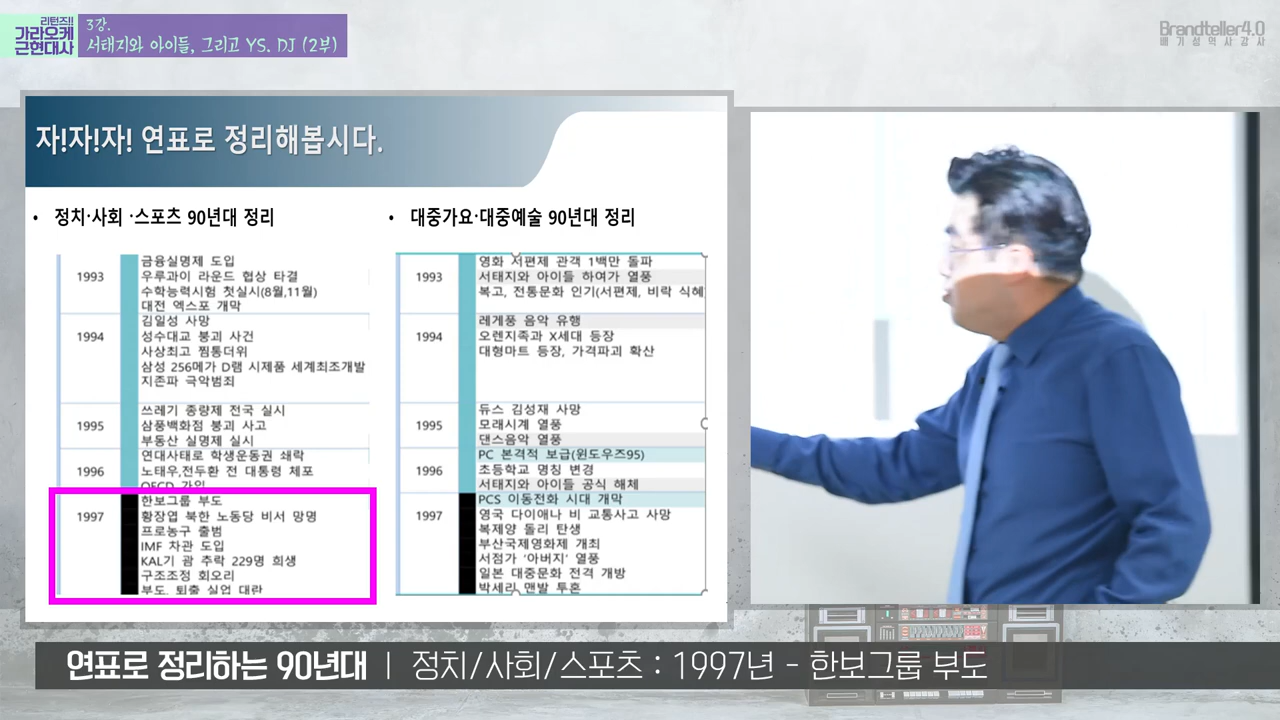 리턴즈!!
가라오케
근현대사
3강.
서태지와 아이들, 그리고 YS. DJ (2부)
Brandteller4.0
배기성역사강사
자!자!자! 연표로 정리해봅시다.
• 정치·사회 ·스포츠 90년대 정리
1993
금융실명제 도입
우루과이 라운드 협상 타결
수학능력시험 첫실시(8월,11월)
대전 엑스포 개막
1994
김일성 사망
성수대교 붕괴 사건
사상최고 찜통더위
삼성 256메가 D램 시제품 세계최초개발
지존파 극악범죄
1995
쓰레기 종량제 전국 실시
삼풍백화점 붕괴 사고
부동산 실명제 실시
1996
연대사태로 학생운동권 쇄락
노태우,전두환 전 대통령 체포
OECD 가입
1997
한보그룹 부도
황장엽 북한 노동당 비서 망명
프로농구 출범
IMF 차관 도입
KAL기 괌 추락 229명 희생
구조조정 회오리
부도, 퇴출 실업 대란
• 대중가요·대중예술 90년대 정리
1993
영화 서편제 관객 1백만 돌파
서태지와 아이들 하여가 열풍
복고, 전통문화 인기(서편제, 비락 식혜
1994
레게풍 음악 유행
오렌지족과 X세대 등장
대형마트 등장, 가격파괴 확산
1995
듀스 김성재 사망
모래시계 열풍
댄스음악 열풍
1996
PC 본격적 보급(윈도우즈95)
초등학교 명칭 변경
서태지와 아이들 공식 해체
1997
PCS 이동전화 시대 개막
영국 다이애나 비 교통사고 사망
복제양 돌리 탄생
부산국제영화제 개최
서점가 '아버지' 열풍
일본 대중문화 전격 개방
박세리 맨발 투혼
연표로 정리하는 90년대 | 정치/사회/스포츠 : 1997년 - 한보그룹 부도